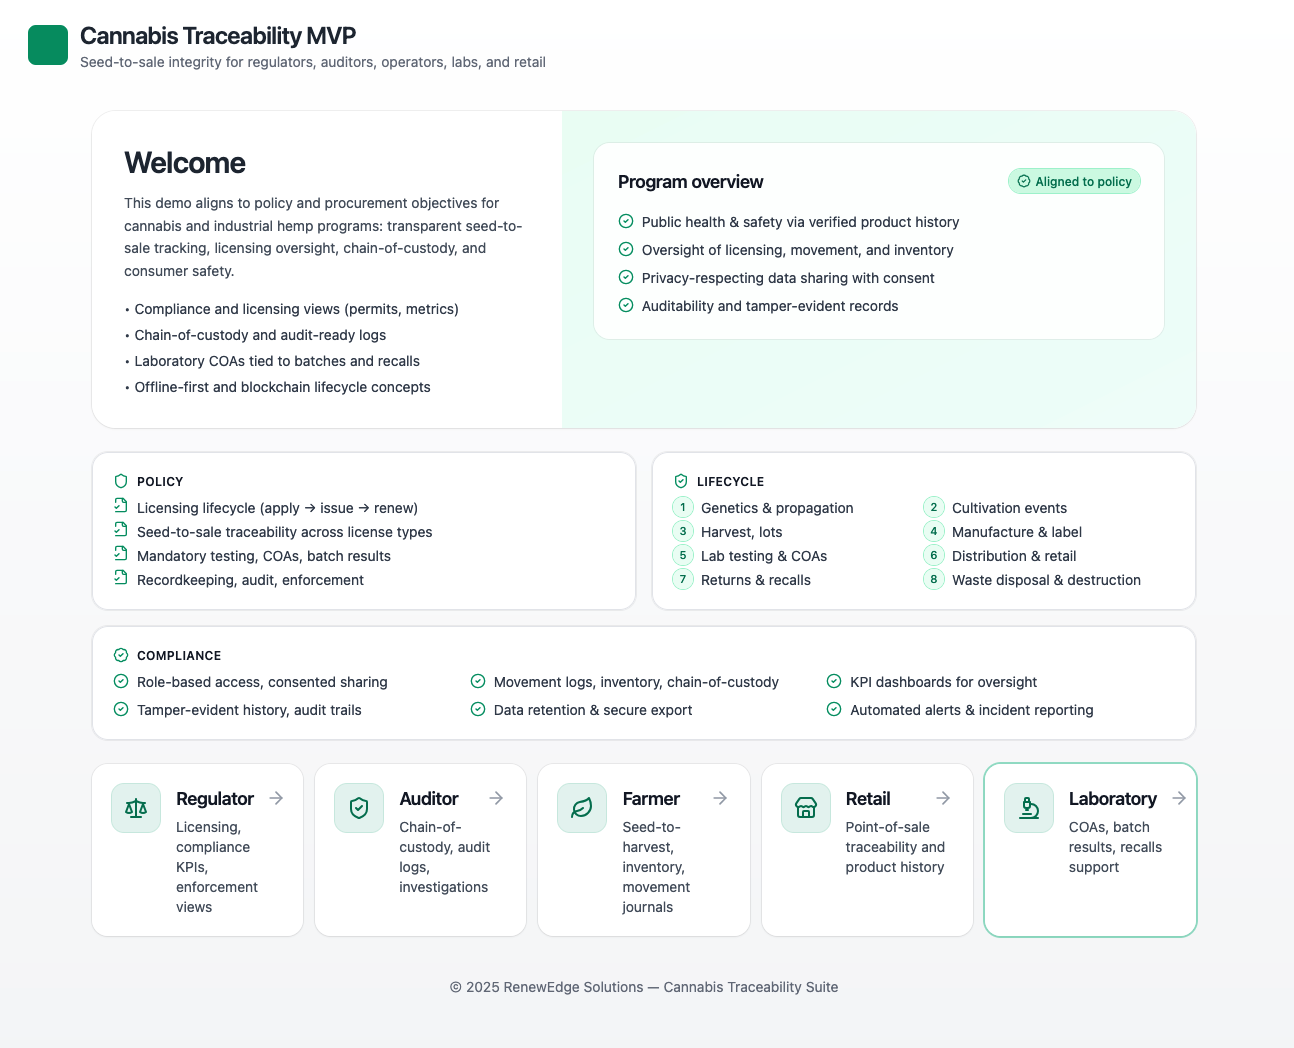 Cannabis Traceability MVP
Seed-to-sale integrity for regulators, auditors, operators, labs, and retail
Welcome
This demo aligns to policy and procurement objectives for
cannabis and industrial hemp programs: transparent seed-to-
sale tracking, licensing oversight, chain-of-custody, and
consumer safety.
• Compliance and licensing views (permits, metrics)
• Chain-of-custody and audit-ready logs
• Laboratory COAs tied to batches and recalls
• Offline-first and blockchain lifecycle concepts
Program overview
Aligned to policy
Public health & safety via verified product history
Oversight of licensing, movement, and inventory
Privacy-respecting data sharing with consent
Auditability and tamper-evident records
POLICY
Licensing lifecycle (apply → issue → renew)
Seed-to-sale traceability across license types
Mandatory testing, COAs, batch results
Recordkeeping, audit, enforcement
LIFECYCLE
1 Genetics & propagation
2 Cultivation events
3 Harvest, lots
4 Manufacture & label
5 Lab testing & COAs
6 Distribution & retail
7 Returns & recalls
8 Waste disposal & destruction
COMPLIANCE
Role-based access, consented sharing
Movement logs, inventory, chain-of-custody
KPI dashboards for oversight
Tamper-evident history, audit trails
Data retention & secure export
Automated alerts & incident reporting
Regulator
Licensing,
compliance
KPIs,
enforcement
views
Auditor
Chain-of-
custody, audit
logs,
investigations
Farmer
Seed-to-
harvest,
inventory,
movement
journals
Retail
Point-of-sale
traceability and
product history
Laboratory
COAs, batch
results, recalls
support
© 2025 RenewEdge Solutions — Cannabis Traceability Suite